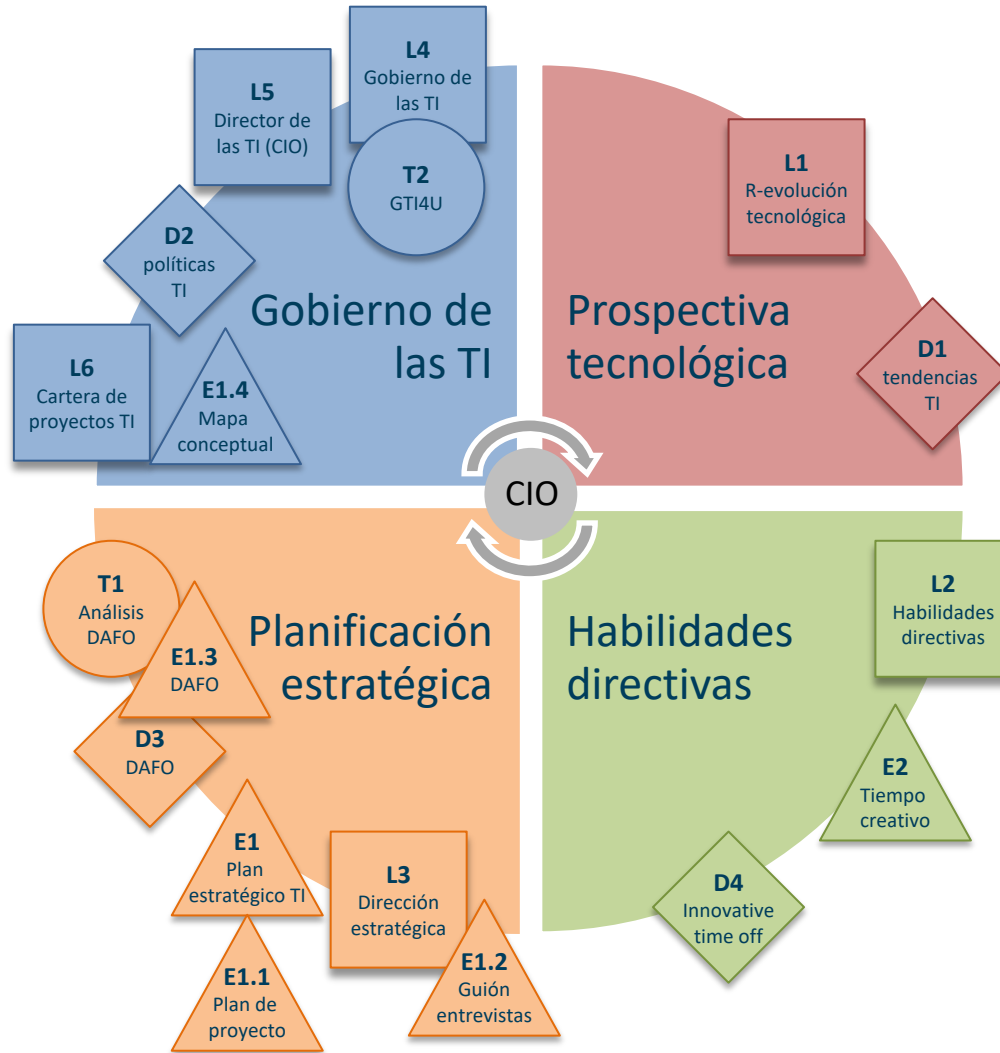 L4
Gobierno de
las TI
L5
Director de
las TI (CIO)
T2
GTI4U
D2
políticas
TI
L6
Cartera de
proyectos TI
E1.4
Mapa
conceptual
Gobierno de
las TI
L1
R-evolución
tecnológica
D1
tendencias
TI
Prospectiva
tecnológica
CIO
T1
Análisis
DAFO
E1.3
DAFO
D3
DAFO
Planificación
estratégica
E1
Plan
estratégico TI
L3
Dirección
estratégica
E1.1
Plan de
proyecto
E1.2
Guión
entrevistas
Habilidades
directivas
L2
Habilidades
directivas
E2
Tiempo
creativo
D4
Innovative
time off